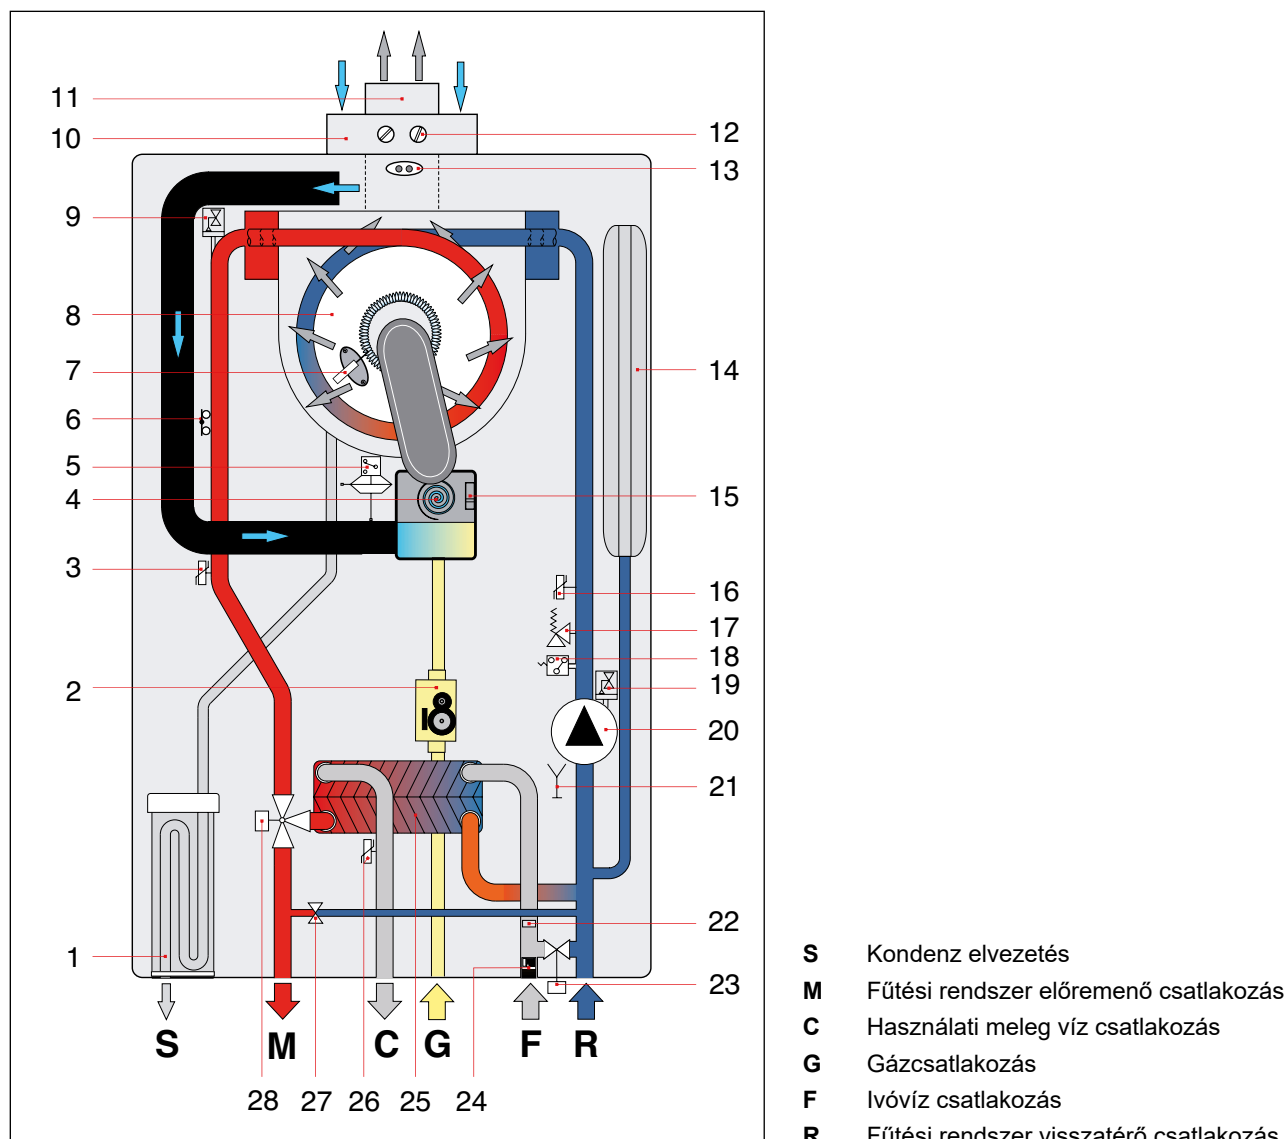 11
10
9
8
7
6
5
4
3
2
1
12
13
14
15
16
17
18
19
20
21
22
23
S M C G F R
28 27 26 25 24
S Kondenz elvezetés
M Fűtési rendszer előremenő csatlakozás
C Használati meleg víz csatlakozás
G Gázcsatlakozás
F Ivóvíz csatlakozás
R Fűtési rendszer visszatérő csatlakozás